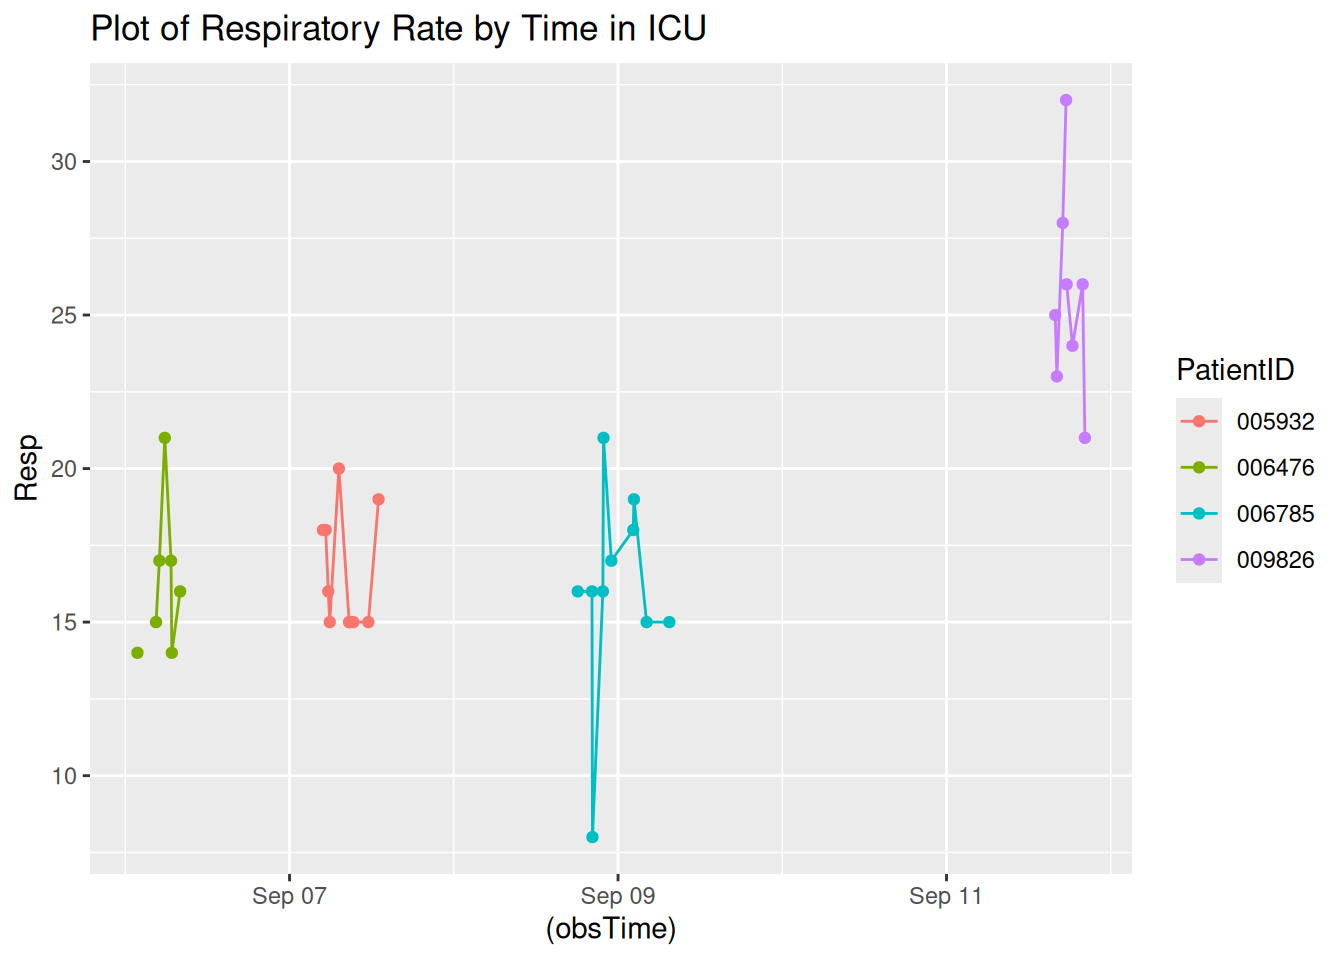 Plot of Respiratory Rate by Time in ICU
30
25
20
15
10
Resp
Sep 07
Sep 09
Sep 11
(obsTime)
PatientID
005932
006476
006785
009826